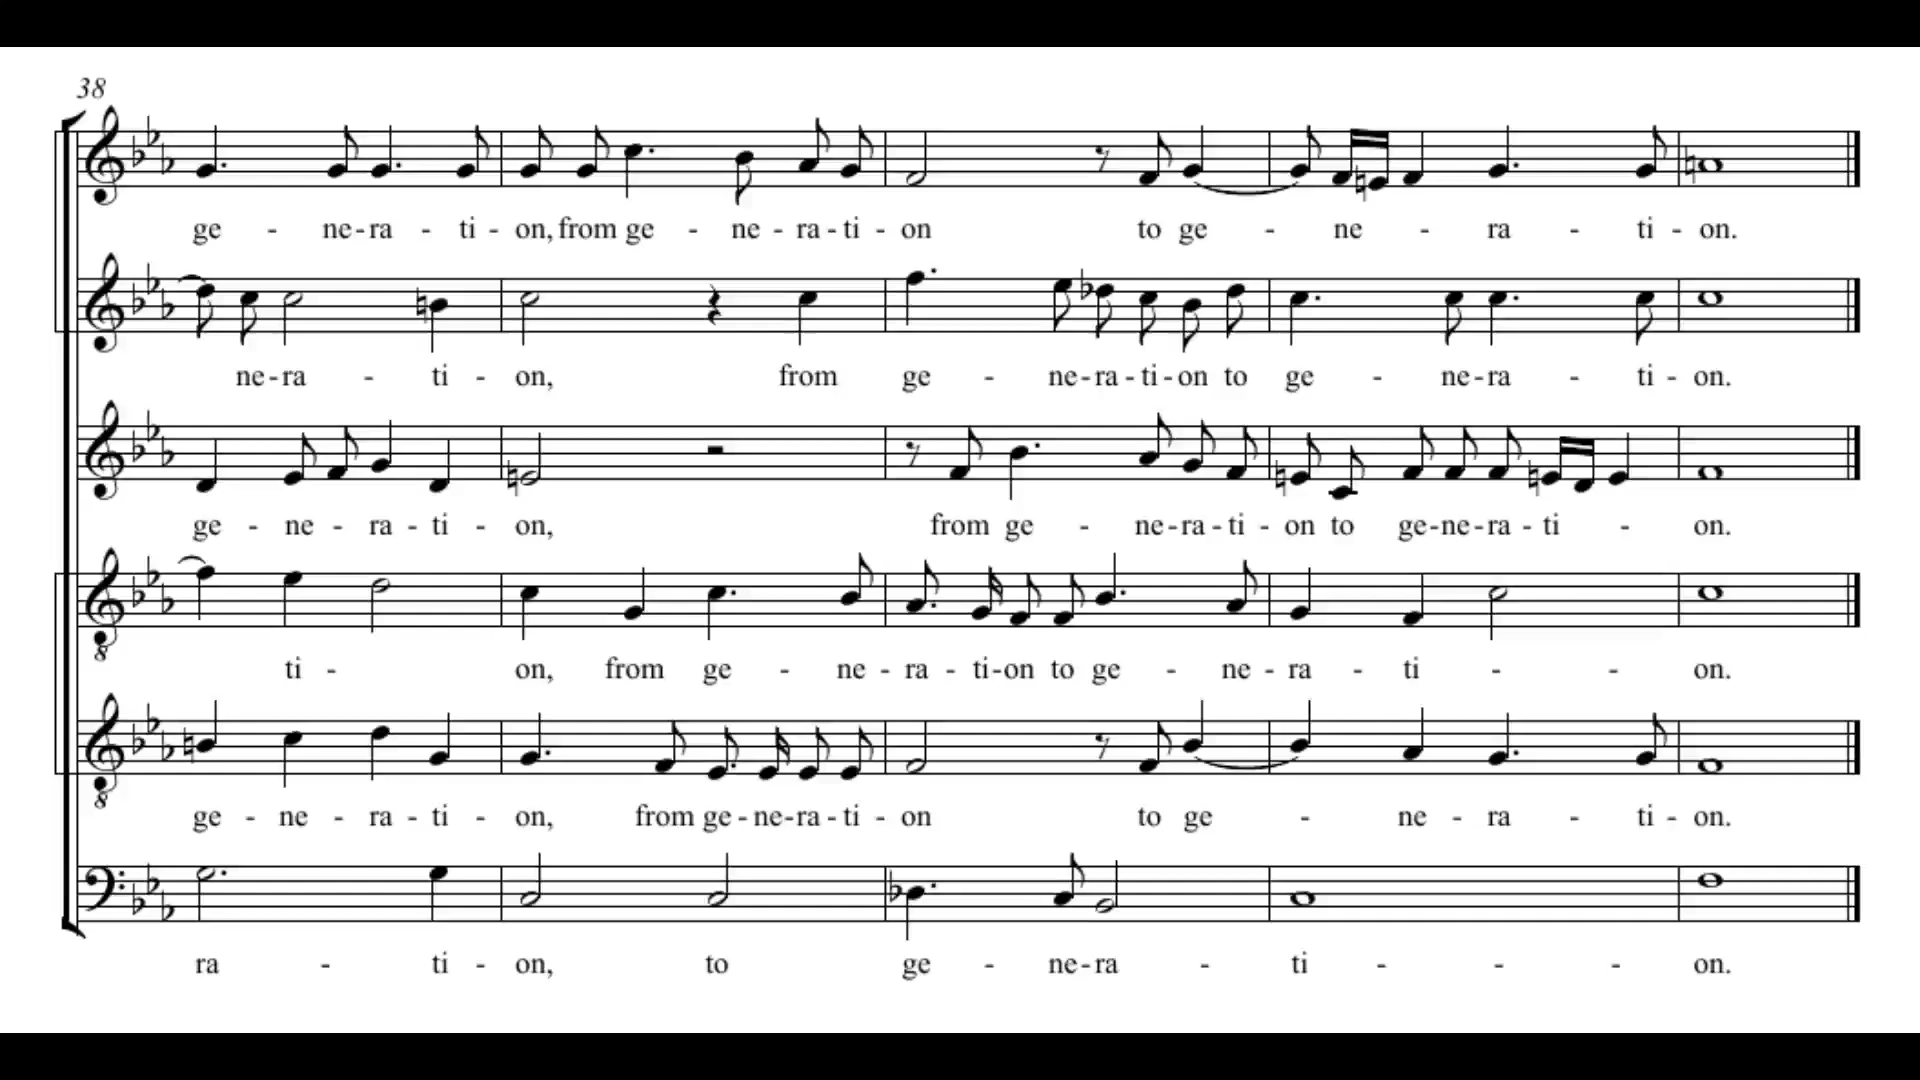 38
ge - ne-ra - ti - on, from ge - ne - ra - ti - on to ge - ne - ra - ti - on.
ne-ra - ti - on, from ge - ne-ra-ti-on to ge - ne-ra - ti - on.
ge - ne - ra - ti - on, from ge - ne-ra-ti - on to ge-ne-ra - ti - on.
8
ti - on, from ge - ne - ra - ti-on to ge - ne - ra - ti - - on.
8
ge - ne - ra - ti - on, from ge-ne-ra-ti - on to ge - ne - ra - ti - on.
ra - ti - on, to ge - ne-ra - ti - - - on.